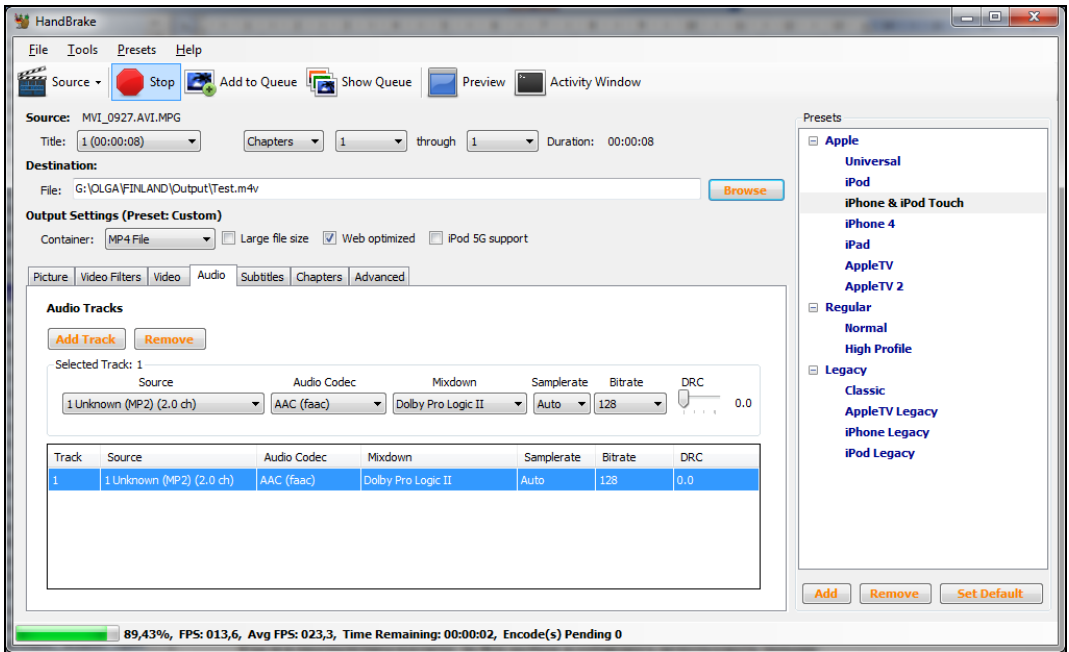 HandBrake
File Tools Presets Help
Source Stop Add to Queue Show Queue Preview Activity Window
Source: MVI_0927.AVI.MPG
Title: 1 (00:00:08) Chapters 1 through 1 Duration: 00:00:08
Destination:
File: G:\OLGA\FINLAND\Output\Test.m4v Browse
Output Settings (Preset: Custom)
Container: MP4 File Large file size Web optimized iPod 5G support
Picture Video Filters Video Audio Subtitles Chapters Advanced
Audio Tracks
Add Track Remove
Selected Track: 1
Source Audio Codec Mixdown Samplerate Bitrate DRC
1 Unknown (MP2) (2.0 ch) AAC (faac) Dolby Pro Logic II Auto 128 0.0
Track Source Audio Codec Mixdown Samplerate Bitrate DRC
1 1 Unknown (MP2) (2.0 ch) AAC (faac) Dolby Pro Logic II Auto 128 0.0
Presets
Apple
Universal
iPod
iPhone & iPod Touch
iPhone 4
iPad
AppleTV
AppleTV 2
Regular
Normal
High Profile
Legacy
Classic
AppleTV Legacy
iPhone Legacy
iPod Legacy
Add Remove Set Default
89,43%, FPS: 013,6, Avg FPS: 023,3, Time Remaining: 00:00:02, Encode(s) Pending 0